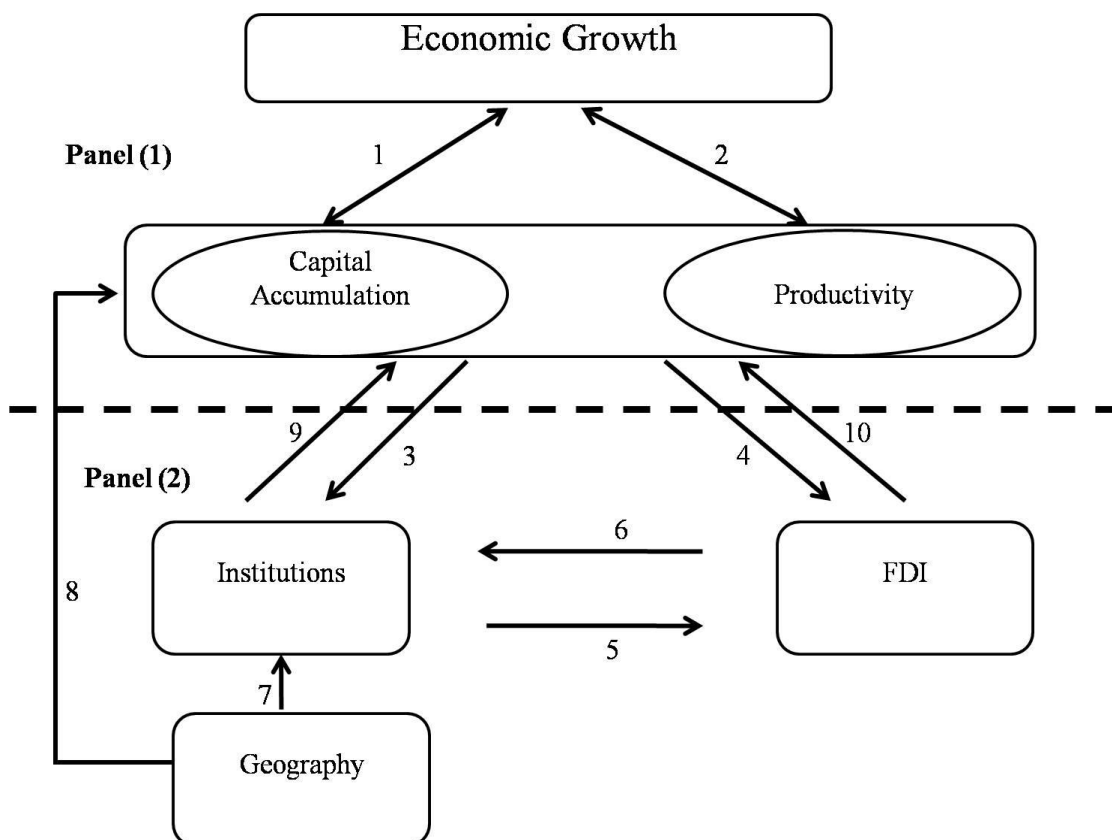 Economic Growth
Panel (1)
1
2
Capital
Accumulation
Productivity
9
3
4
10
Panel (2)
6
Institutions
FDI
8
5
7
Geography